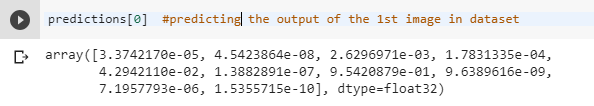 predictions[0]  #predicting the output of the 1st image in dataset
array([3.3742170e-05, 4.5423864e-08, 2.6296971e-03, 1.7831335e-04,
4.2942110e-02, 1.3882891e-07, 9.5420879e-01, 9.6389616e-09,
7.1957793e-06, 1.5355715e-10], dtype=float32)